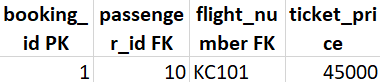 booking_ passenge flight_nu ticket_pri
id PK r_id FK mber FK ce
1 10 KC101 45000